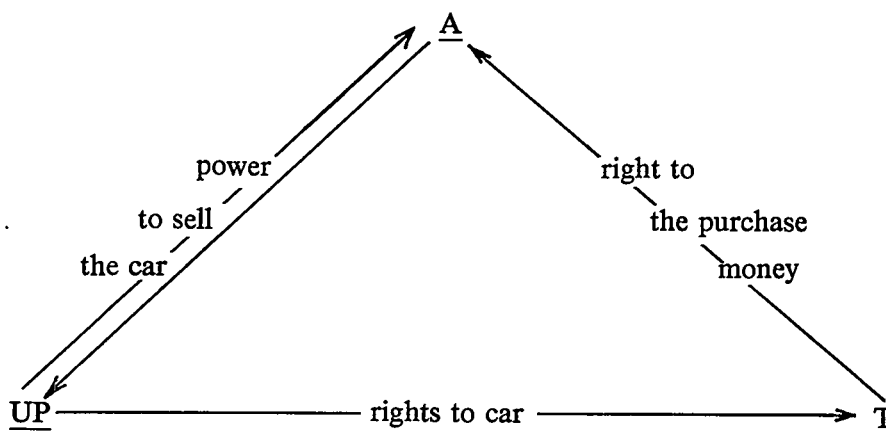 A
power
to sell
the car
right to
the purchase
money
UP
rights to car
T